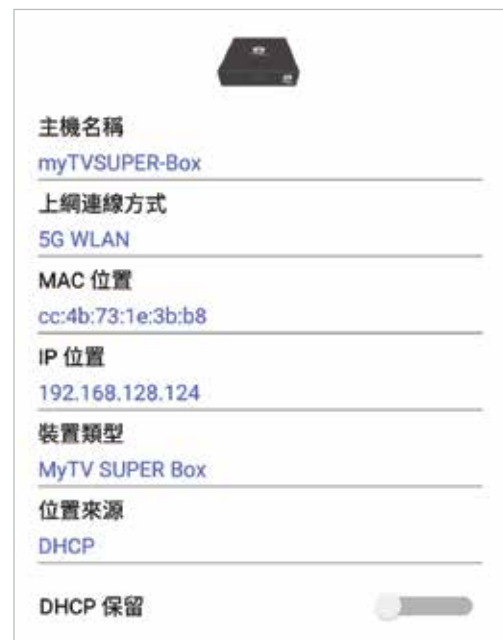 主機名稱
myTVSUPER-Box
上網連線方式
5G WLAN
MAC 位置
cc:4b:73:1e:3b:b8
IP 位置
192.168.128.124
裝置類型
MyTV SUPER Box
位置來源
DHCP
DHCP 保留